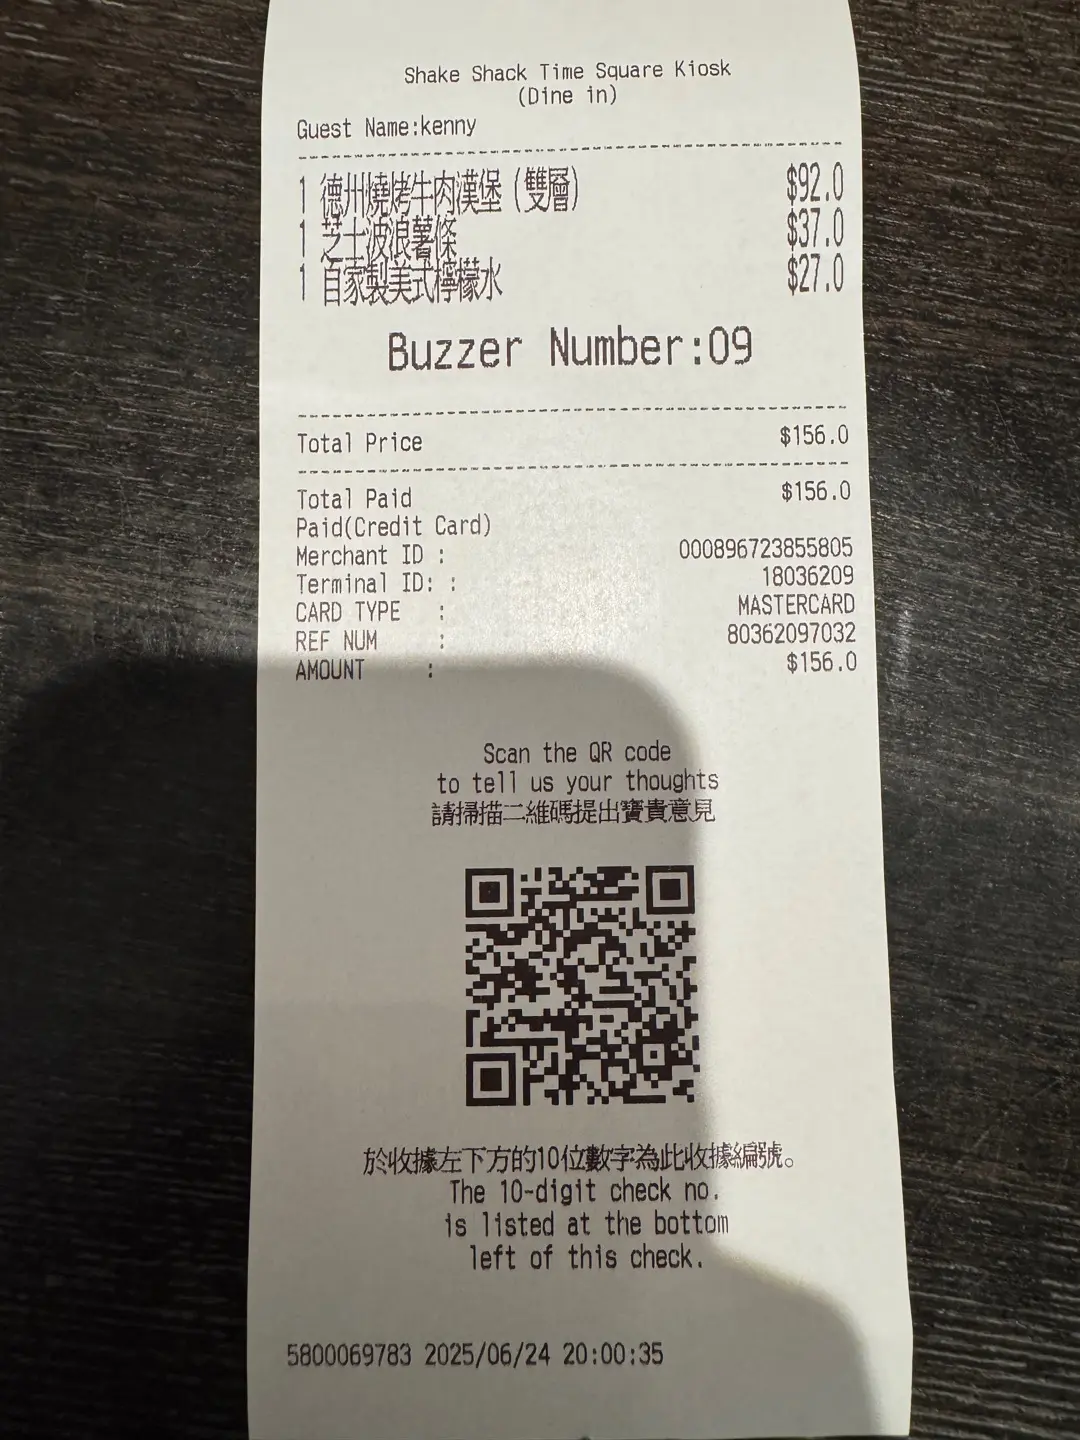 Shake Shack Time Square Kiosk
(Dine in)
Guest Name:kenny
1 德州燒烤牛肉漢堡 (雙層) $92.0
1 芝士波浪薯條 $37.0
1 百家製美式檸檬水 $27.0
Buzzer Number:09
Total Price $156.0
Total Paid $156.0
Paid(Credit Card)
Merchant ID : 000896723855805
Terminal ID: : 18036209
CARD TYPE : MASTERCARD
REF NUM : 80362097032
AMOUNT : $156.0
Scan the QR code
to tell us your thoughts
請掃描二維碼提出寶貴意見
於收據左下方的10位數字為此收據編號。
The 10-digit check no.
is listed at the bottom
left of this check.
5800069783 2025/06/24 20:00:35